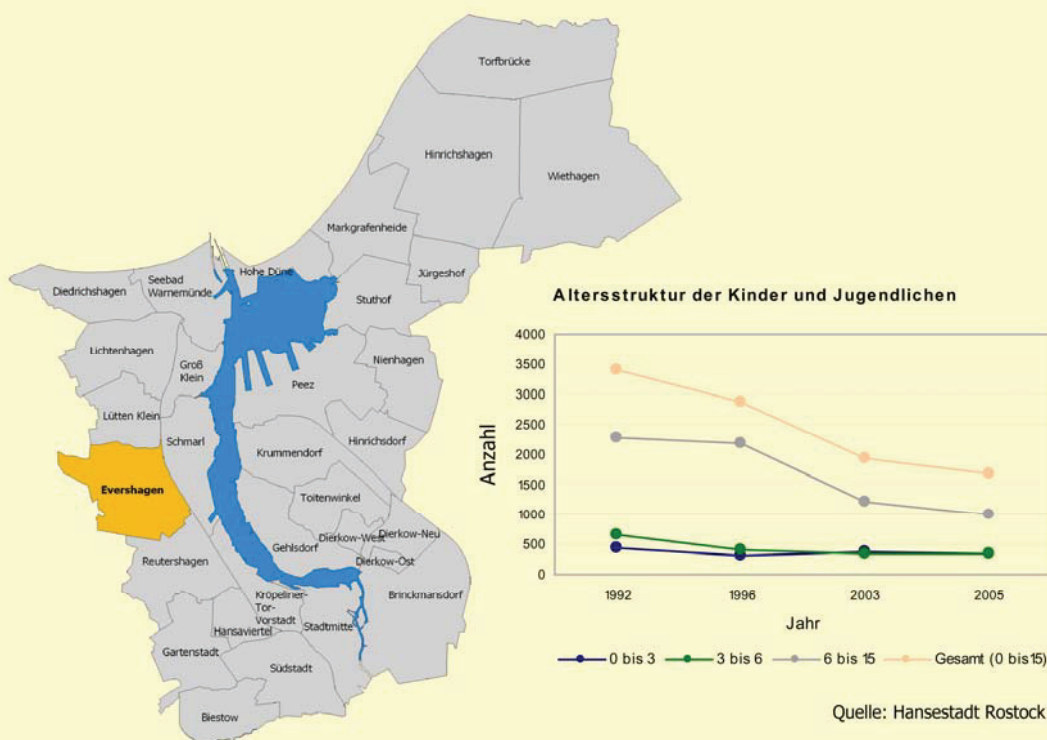 Torfbrücke
Hinrichshagen
Wiethagen
Markgrafenheide
Jürgeshof
Hohe Düne
Seebad
Warnemünde
Diedrichshagen
Stuthof
Lichtenhagen
Groß
Klein
Nienhagen
Peez
Lütten Klein
Schmarl
Hinrichsdorf
Krummendorf
Evershagen
Toitenwinkel
Dierkow-West
Dierkow-Neu
Gehlsdorf
Dierkow-Ost
Reutershagen
Brinckmansdorf
Kröpeliner-
Tor-
Vorstadt
Hansaviertel
Stadtmitte
Gartenstadt
Südstadt
Biestow
Altersstruktur der Kinder und Jugendlichen
Anzahl
4000
3500
3000
2500
2000
1500
1000
500
0
1992 1996 2003 2005
Jahr
0 bis 3 3 bis 6 6 bis 15 Gesamt (0 bis15)
Quelle: Hansestadt Rostock